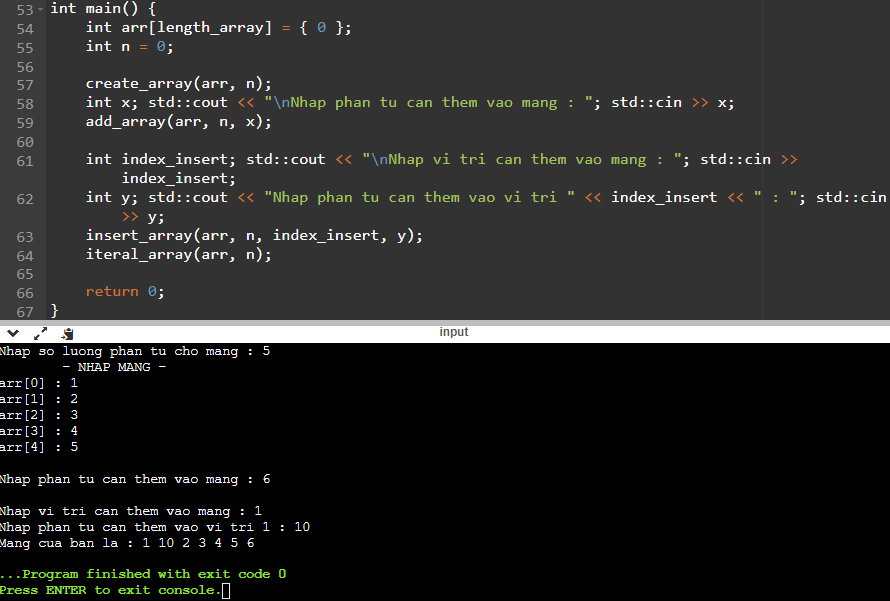 53 int main() {
54 int arr[length_array] = { 0 };
55 int n = 0;
56
57 create_array(arr, n);
58 int x; std::cout << "\nNhap phan tu can them vao mang : "; std::cin >> x;
59 add_array(arr, n, x);
60
61 int index_insert; std::cout << "\nNhap vi tri can them vao mang : "; std::cin >>
index_insert;
62 int y; std::cout << "Nhap phan tu can them vao vi tri " << index_insert << " : "; std::cin
>> y;
63 insert_array(arr, n, index_insert, y);
64 iteral_array(arr, n);
65
66 return 0;
67 }
input
Nhap so luong phan tu cho mang : 5
- NHAP MANG -
arr[0] : 1
arr[1] : 2
arr[2] : 3
arr[3] : 4
arr[4] : 5
Nhap phan tu can them vao mang : 6
Nhap vi tri can them vao mang : 1
Nhap phan tu can them vao vi tri 1 : 10
Mang cua ban la : 1 10 2 3 4 5 6
...Program finished with exit code 0
Press ENTER to exit console.